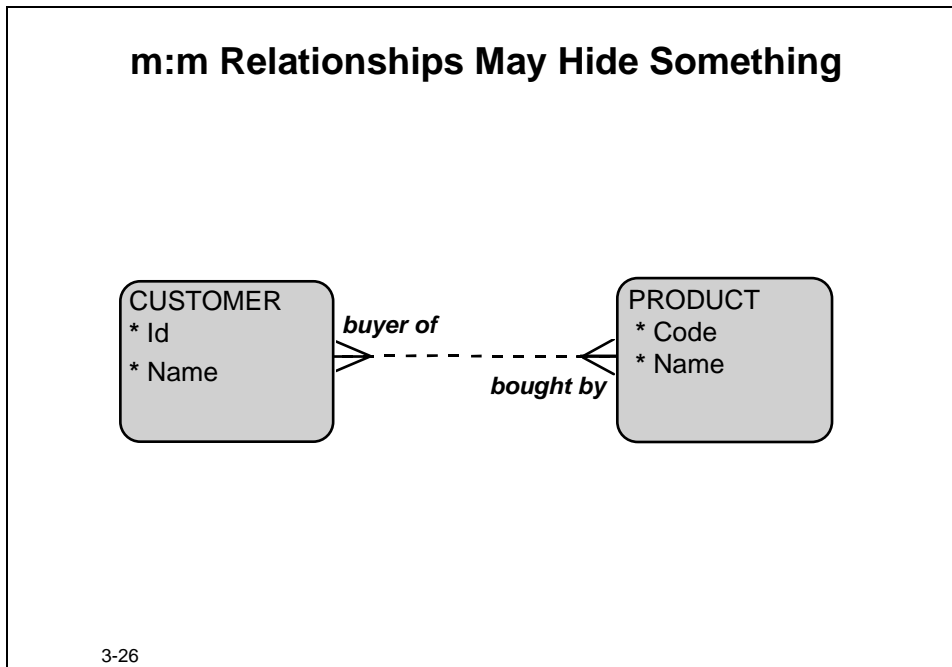 m:m Relationships May Hide Something
CUSTOMER
* Id
* Name
buyer of
bought by
PRODUCT
* Code
* Name
3-26